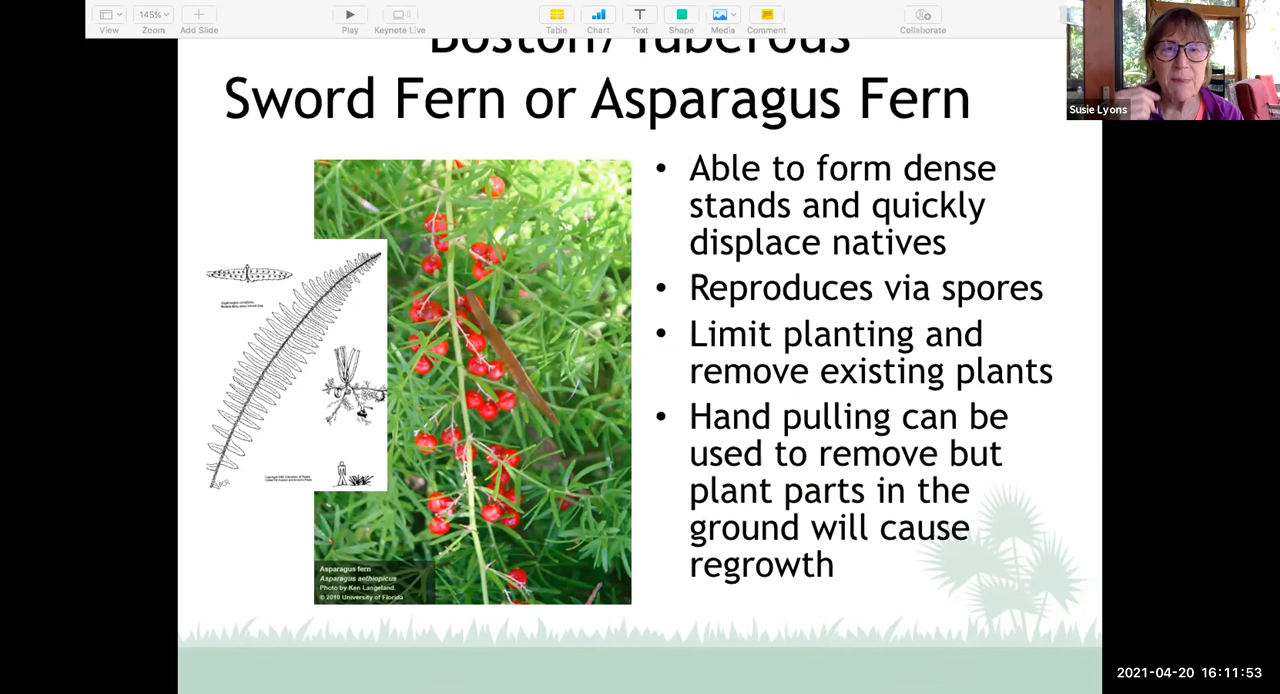 145%
View
Zoom
Add Slide
Play
Keynote Live
Table
Chart
Text
Shape
Media
Comment
Collaborate
Susie Lyons
Boston/Tuberous
Sword Fern or Asparagus Fern
• Able to form dense
stands and quickly
displace natives
• Reproduces via spores
• Limit planting and
remove existing plants
• Hand pulling can be
used to remove but
plant parts in the
ground will cause
regrowth
Asparagus fern
Asparagus aethiopicus
Photo by Ken Langeland.
© 2010 University of Florida
2021-04-20 16:11:53